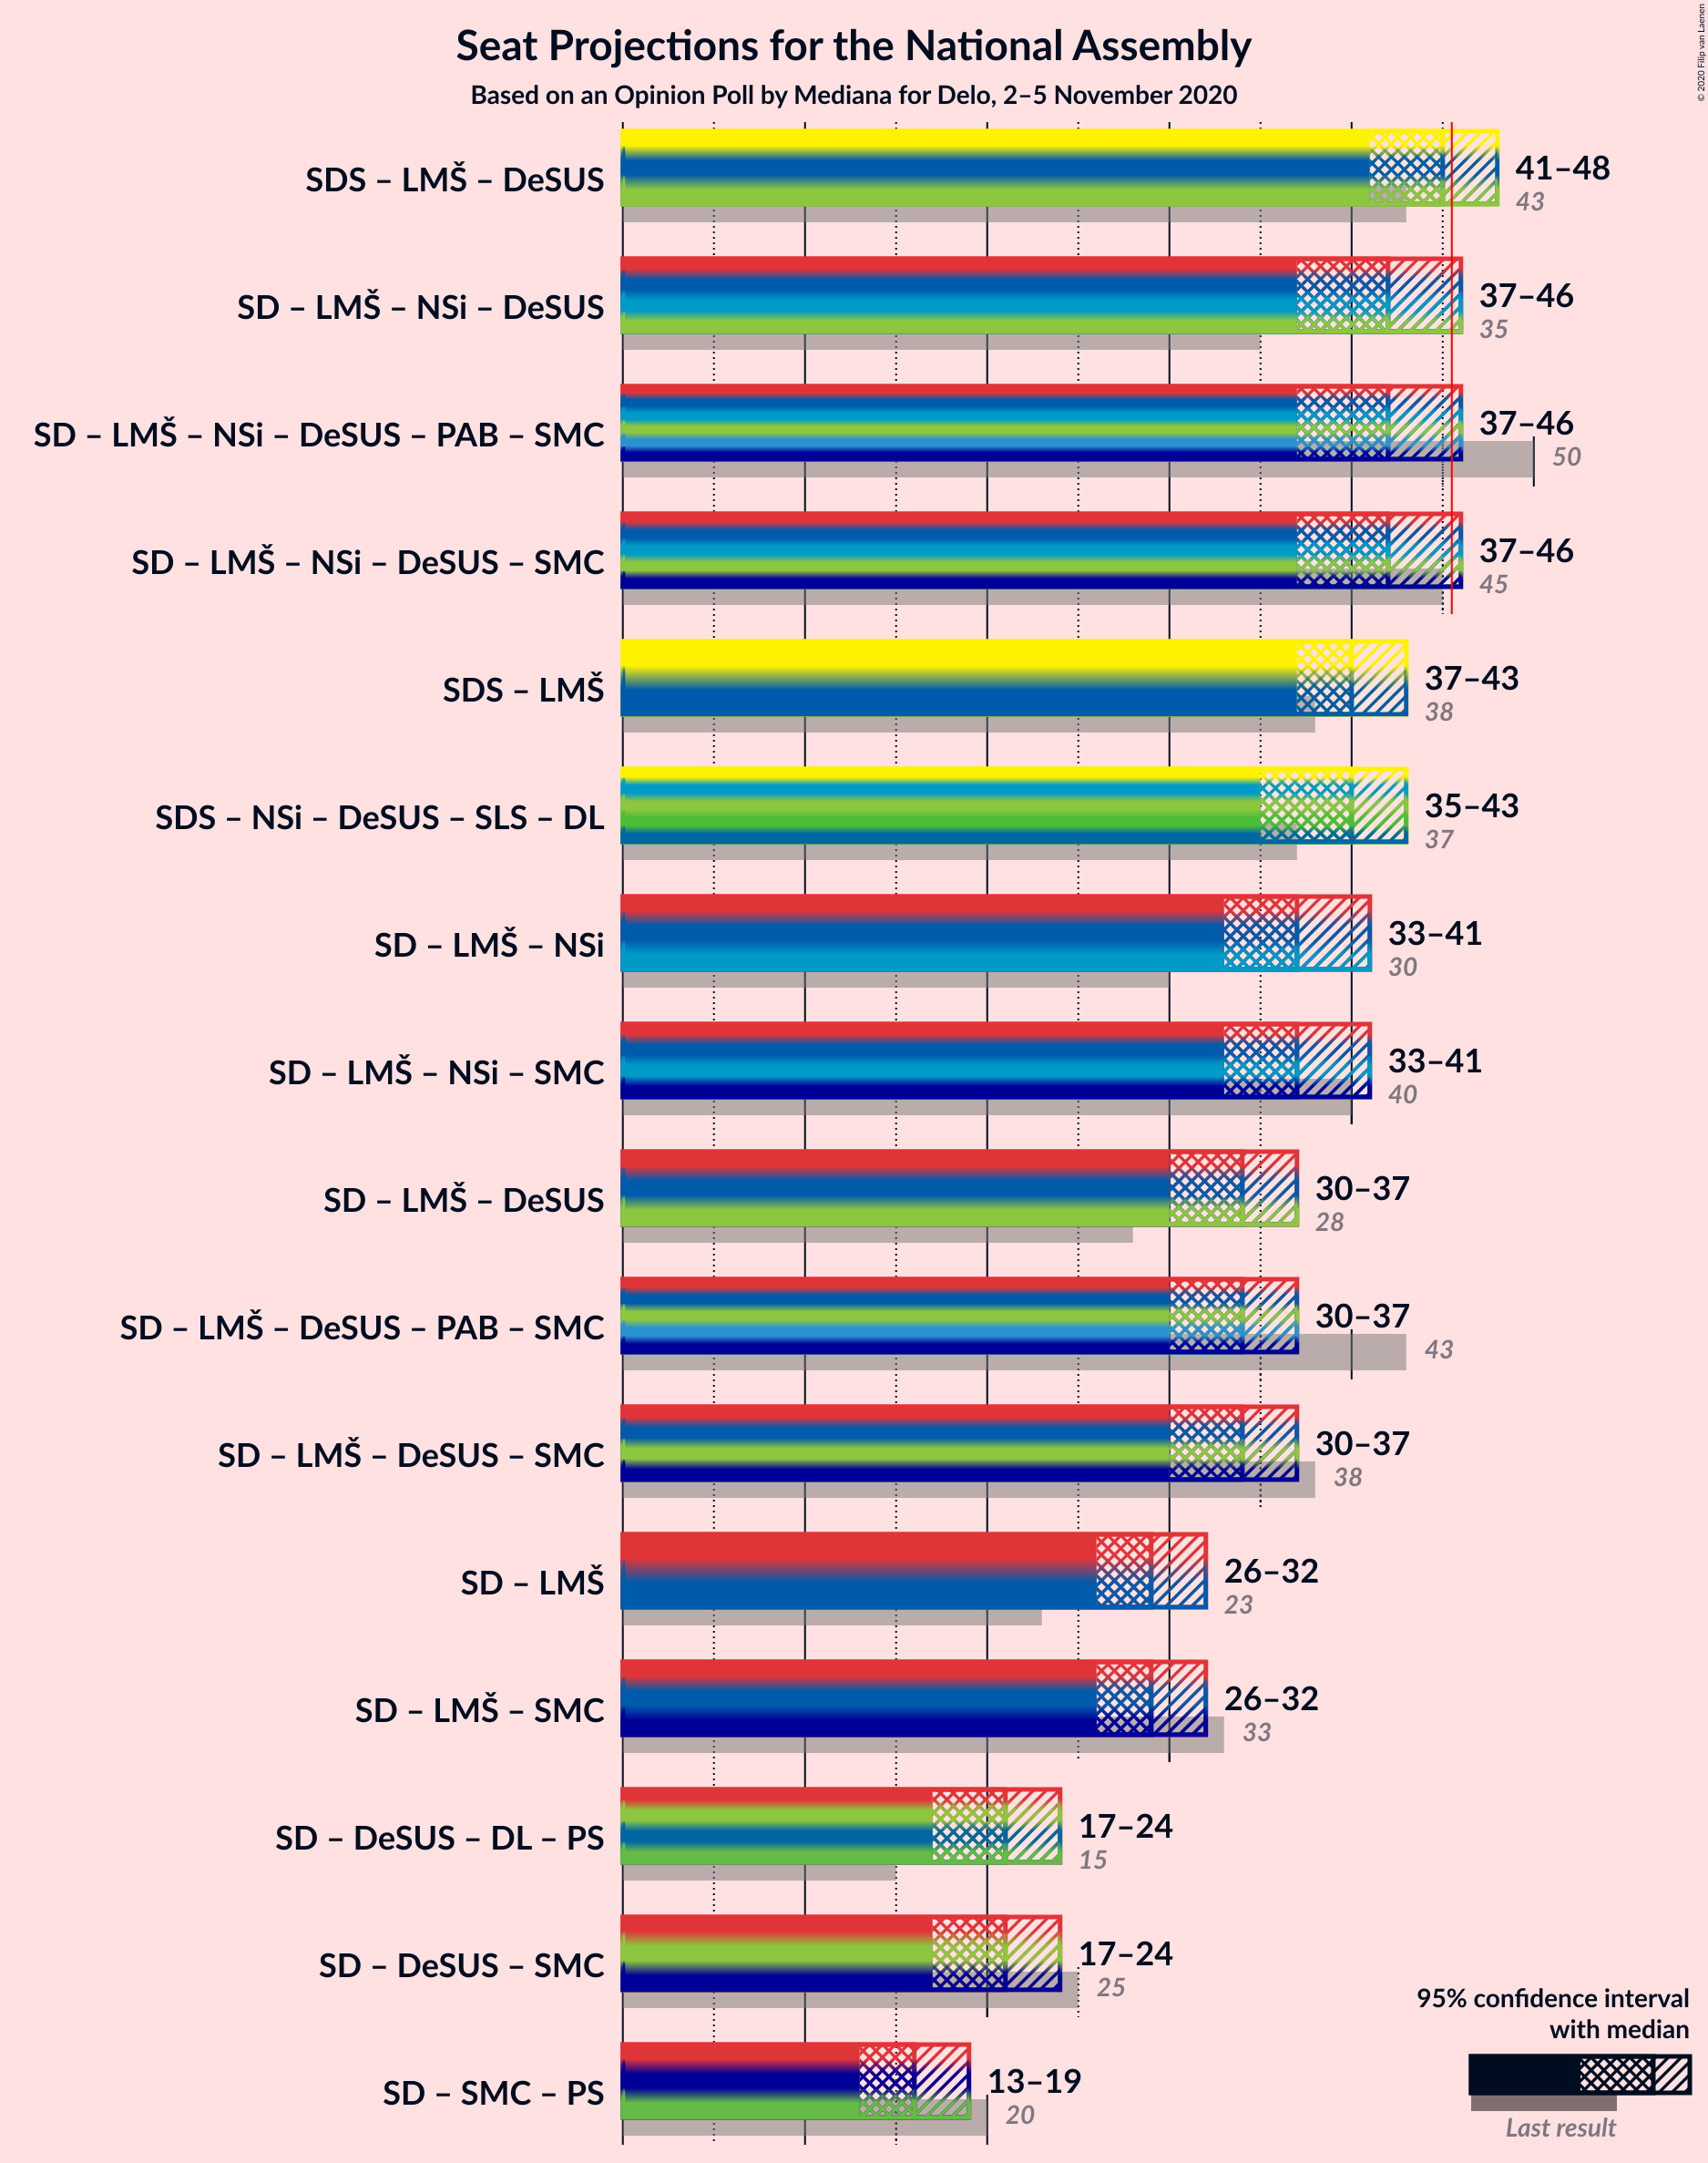 © 2020 Filip van Laenen
Seat Projections for the National Assembly
Based on an Opinion Poll by Mediana for Delo, 2–5 November 2020
SDS – LMŠ – DeSUS
41–48
43
SD – LMŠ – NSi – DeSUS
37–46
35
SD – LMŠ – NSi – DeSUS – PAB – SMC
37–46
50
SD – LMŠ – NSi – DeSUS – SMC
37–46
45
SDS – LMŠ
37–43
38
SDS – NSi – DeSUS – SLS – DL
35–43
37
SD – LMŠ – NSi
33–41
30
SD – LMŠ – NSi – SMC
33–41
40
SD – LMŠ – DeSUS
30–37
28
SD – LMŠ – DeSUS – PAB – SMC
30–37
43
SD – LMŠ – DeSUS – SMC
30–37
38
SD – LMŠ
26–32
23
SD – LMŠ – SMC
26–32
33
SD – DeSUS – DL – PS
17–24
15
SD – DeSUS – SMC
17–24
25
SD – SMC – PS
13–19
20
95% confidence interval
with median
Last result